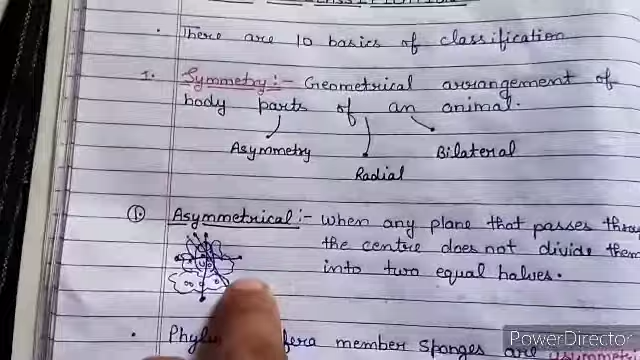 There are 10 basics of classification
1. Symmetry :- Geometrical arrangement of
body parts of an animal.
Asymmetry
Radial
Bilateral
① Asymmetrical :- When any plane that passes
the centre does not divide them
into two equal halves.
member sponges are
PowerDirector